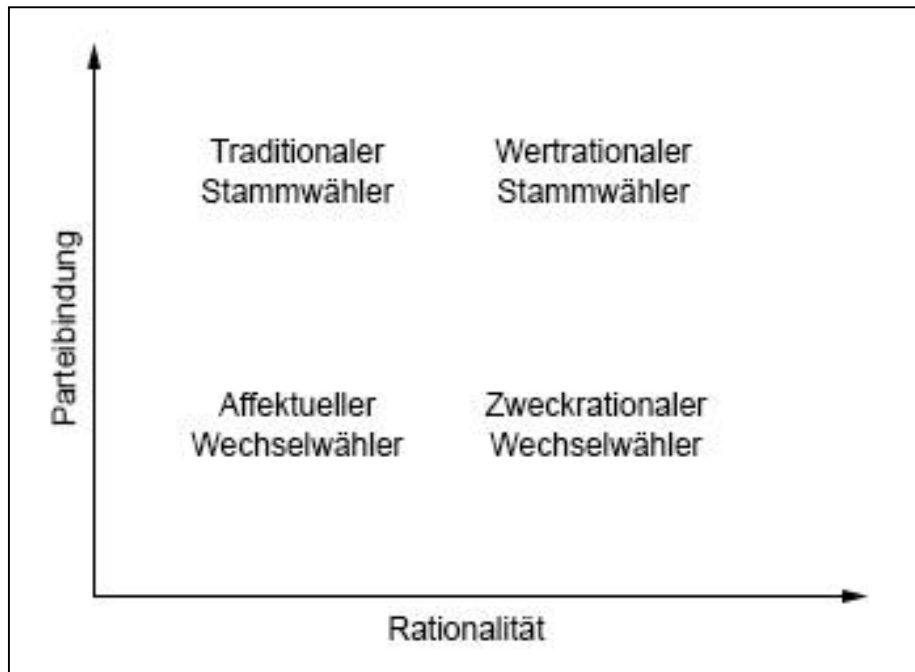 Traditionaler
Stammwähler
Wertrationaler
Stammwähler
Parteibindung
Affektueller
Wechselwähler
Zweckrationaler
Wechselwähler
Rationalität